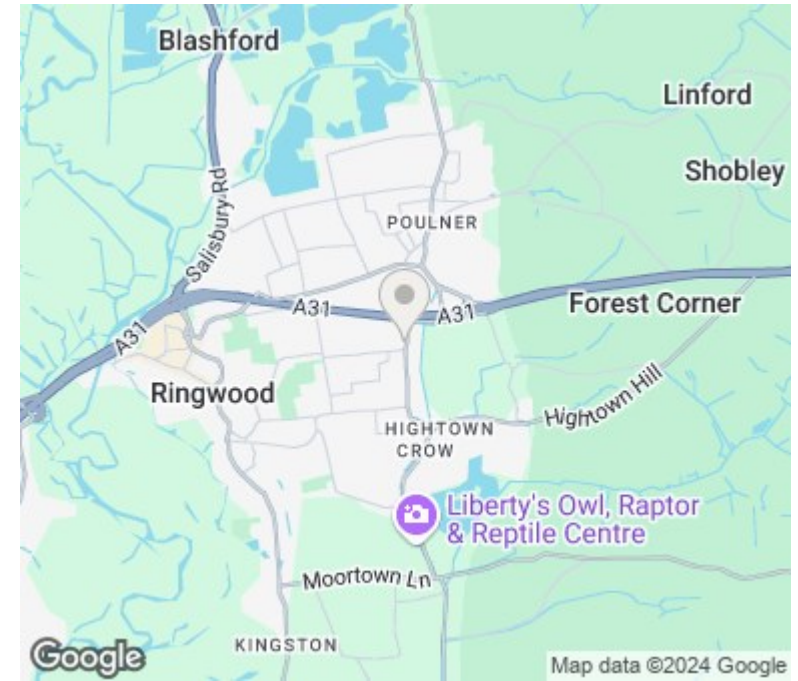 Blashford
Linford
Shobley
Salisbury Rd
POULNER
A31
A31
Forest Corner
A31
Ringwood
Hightown Hill
HIGHTOWN
CROW
Liberty's Owl, Raptor
& Reptile Centre
Moortown Ln
KINGSTON
Google
Map data ©2024 Google